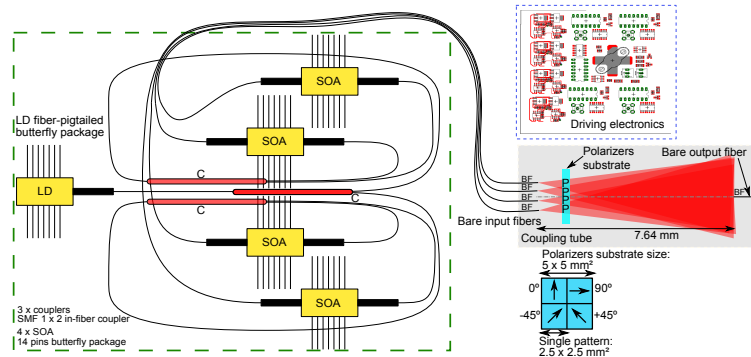 LD fiber-pigtailed
butterfly package
LD
SOA
SOA
C
C
C
SOA
SOA
3 x couplers
SMF 1 x 2 in-fiber coupler
4 x SOA
14 pins butterfly package
Driving electronics
Polarizers
substrate
Bare output fiber
BF
BF
BF
BF
P
P
P
P
BF
Bare input fibers
Coupling tube
7.64 mm
Polarizers substrate size:
5 x 5 mm²
0º
90º
-45º
+45º
Single pattern:
2.5 x 2.5 mm²